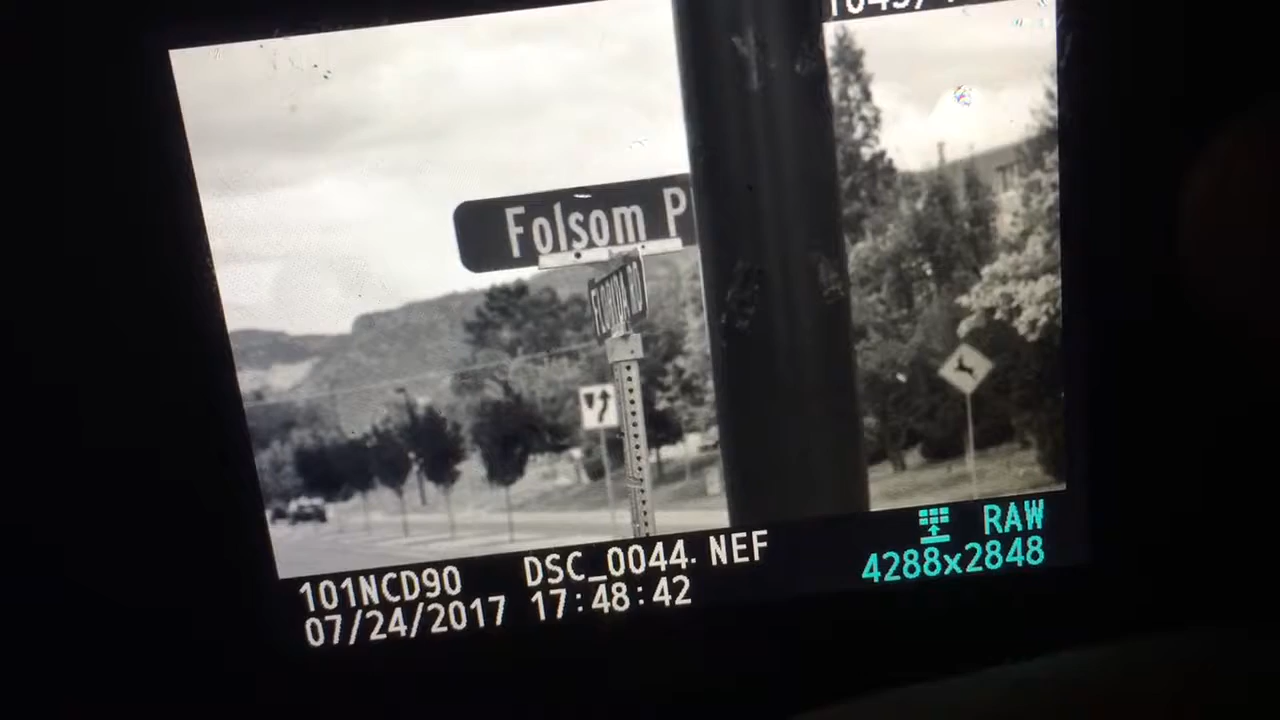 Folsom P
FLORIDA RD
101NCD90 DSC_0044.NEF
RAW
07/24/2017 17:48:42
4288x2848